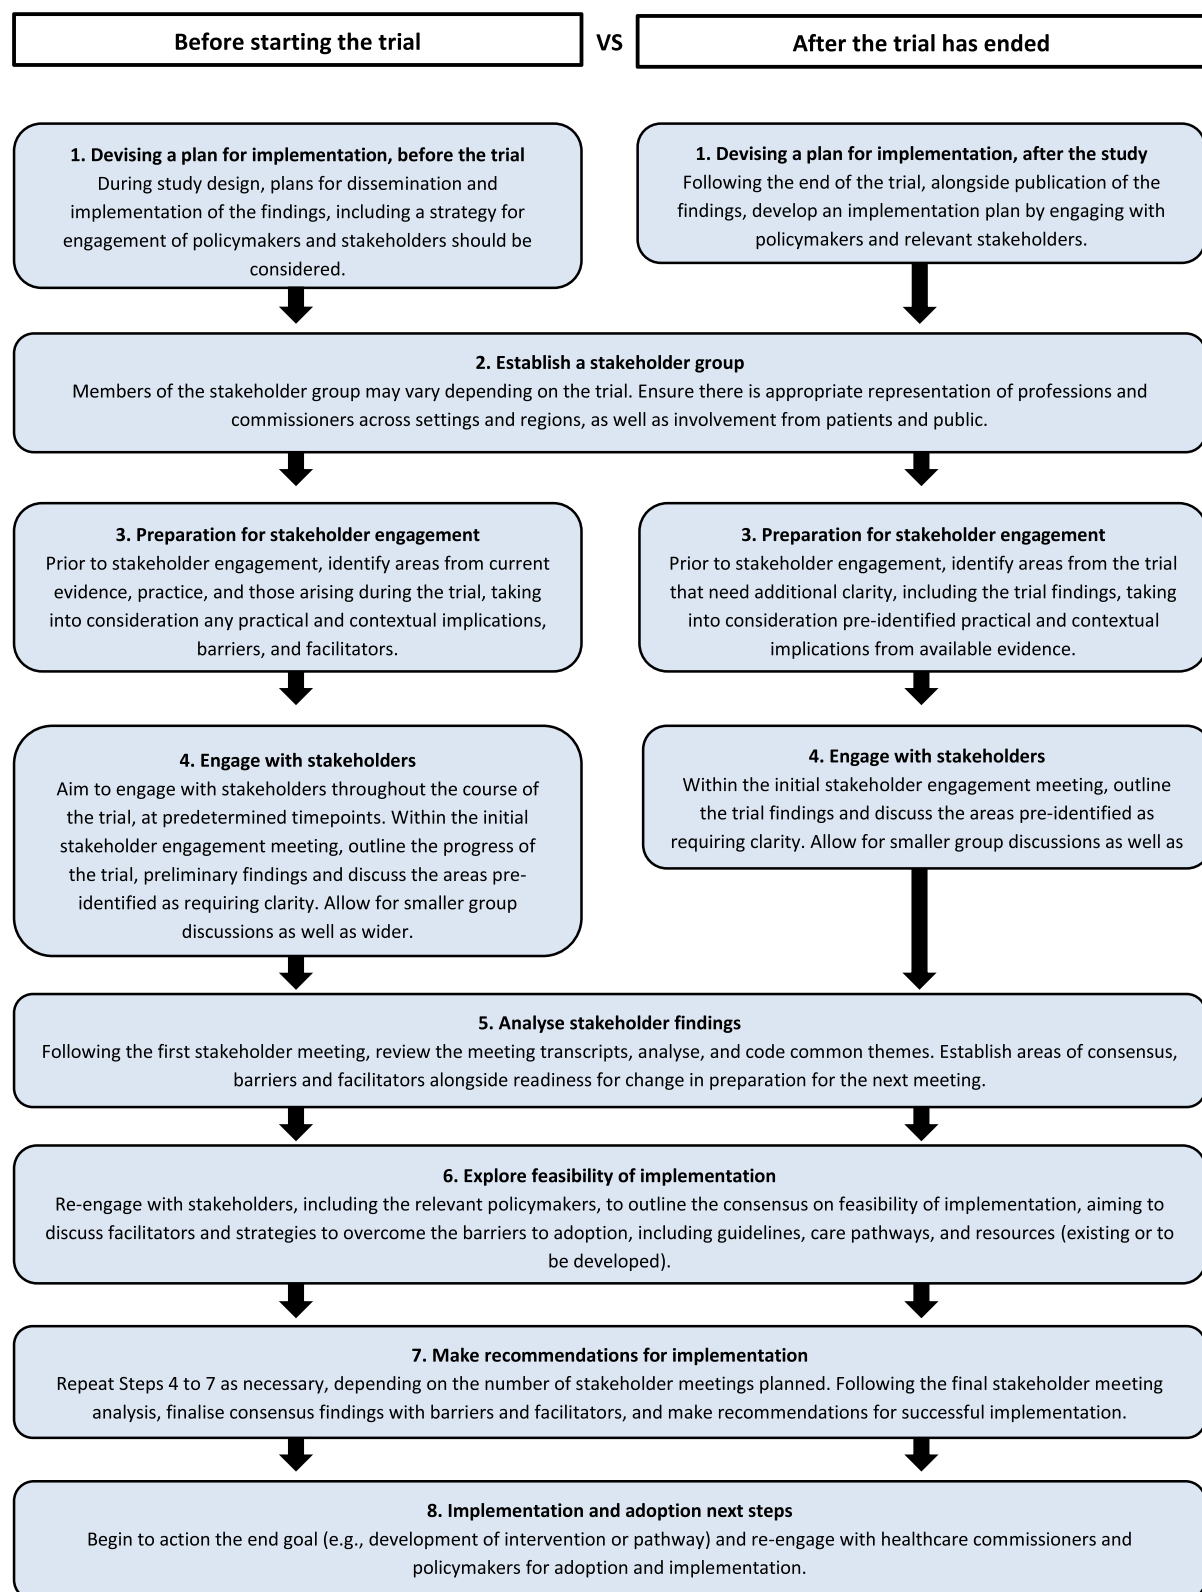 Before starting the trial
VS
After the trial has ended
1. Devising a plan for implementation, before the trial
During study design, plans for dissemination and
implementation of the findings, including a strategy for
engagement of policymakers and stakeholders should be
considered.
1. Devising a plan for implementation, after the study
Following the end of the trial, alongside publication of the
findings, develop an implementation plan by engaging with
policymakers and relevant stakeholders.
2. Establish a stakeholder group
Members of the stakeholder group may vary depending on the trial. Ensure there is appropriate representation of professions and
commissioners across settings and regions, as well as involvement from patients and public.
3. Preparation for stakeholder engagement
Prior to stakeholder engagement, identify areas from current
evidence, practice, and those arising during the trial, taking
into consideration any practical and contextual implications,
barriers, and facilitators.
3. Preparation for stakeholder engagement
Prior to stakeholder engagement, identify areas from the trial
that need additional clarity, including the trial findings, taking
into consideration pre-identified practical and contextual
implications from available evidence.
4. Engage with stakeholders
Aim to engage with stakeholders throughout the course of
the trial, at predetermined timepoints. Within the initial
stakeholder engagement meeting, outline the progress of
the trial, preliminary findings and discuss the areas pre-
identified as requiring clarity. Allow for smaller group
discussions as well as wider.
4. Engage with stakeholders
Within the initial stakeholder engagement meeting, outline
the trial findings and discuss the areas pre-identified as
requiring clarity. Allow for smaller group discussions as well as
5. Analyse stakeholder findings
Following the first stakeholder meeting, review the meeting transcripts, analyse, and code common themes. Establish areas of consensus,
barriers and facilitators alongside readiness for change in preparation for the next meeting.
6. Explore feasibility of implementation
Re-engage with stakeholders, including the relevant policymakers, to outline the consensus on feasibility of implementation, aiming to
discuss facilitators and strategies to overcome the barriers to adoption, including guidelines, care pathways, and resources (existing or to
be developed).
7. Make recommendations for implementation
Repeat Steps 4 to 7 as necessary, depending on the number of stakeholder meetings planned. Following the final stakeholder meeting
analysis, finalise consensus findings with barriers and facilitators, and make recommendations for successful implementation.
8. Implementation and adoption next steps
Begin to action the end goal (e.g., development of intervention or pathway) and re-engage with healthcare commissioners and
policymakers for adoption and implementation.